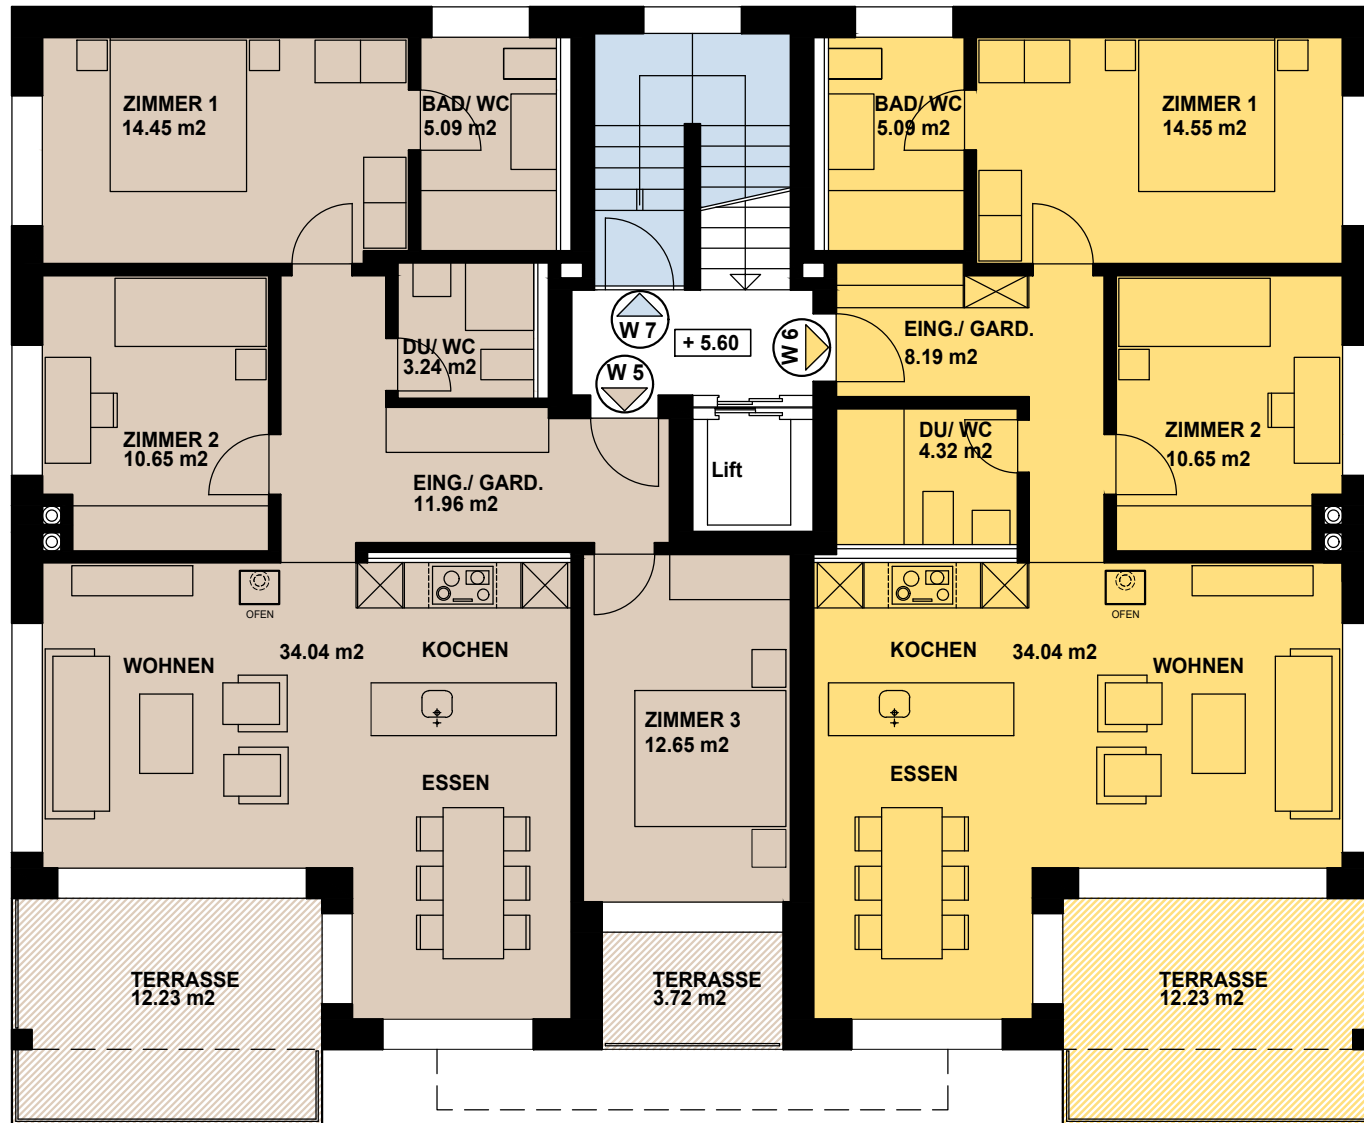 ZIMMER 1
14.45 m2
BAD/ WC
5.09 m2
BAD/ WC
5.09 m2
ZIMMER 1
14.55 m2
W 7
+ 5.60
W 6
W 5
DU/ WC
3.24 m2
EING./ GARD.
8.19 m2
ZIMMER 2
10.65 m2
EING./ GARD.
11.96 m2
Lift
DU/ WC
4.32 m2
ZIMMER 2
10.65 m2
OFEN
OFEN
WOHNEN
34.04 m2
KOCHEN
KOCHEN
34.04 m2
WOHNEN
ZIMMER 3
12.65 m2
ESSEN
ESSEN
TERRASSE
12.23 m2
TERRASSE
3.72 m2
TERRASSE
12.23 m2